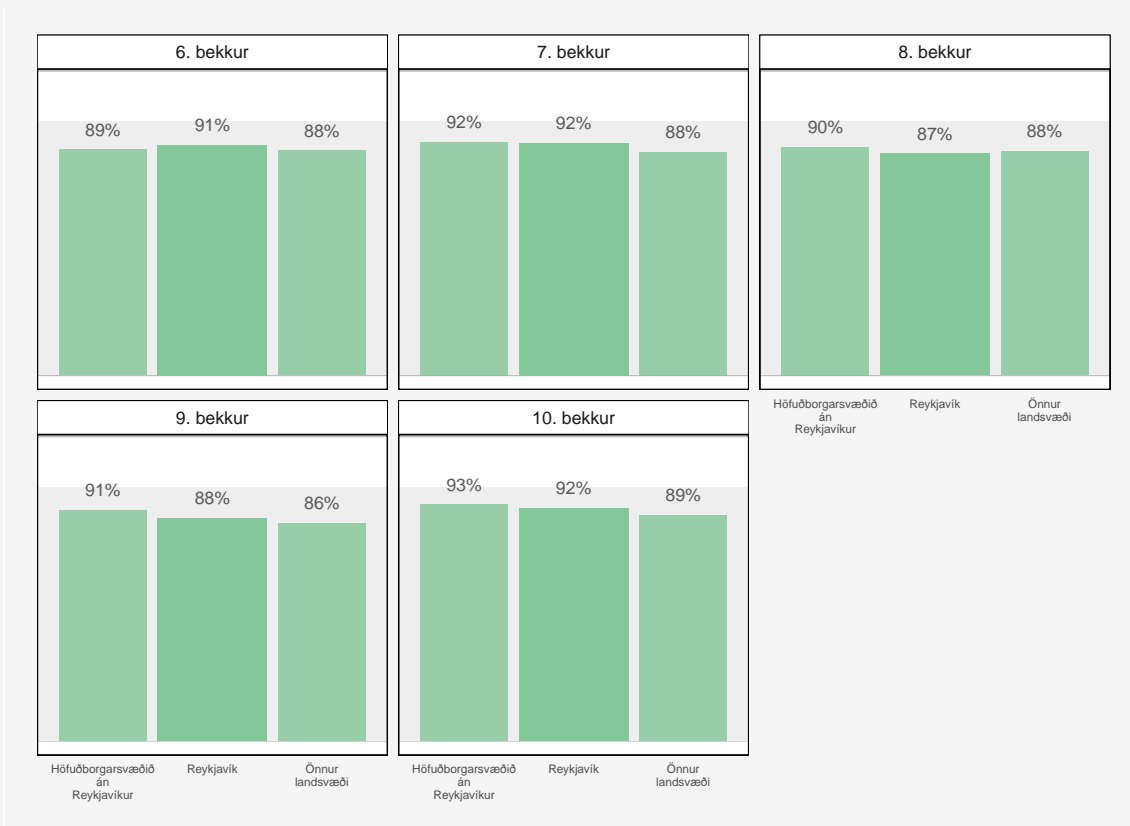 6. bekkur
7. bekkur
8. bekkur
89%
91%
88%
92%
92%
88%
90%
87%
88%
Höfuðborgarsvæðið
án
Reykjavíkur
Reykjavík
Önnur
landsvæði
9. bekkur
10. bekkur
91%
88%
86%
93%
92%
89%
Höfuðborgarsvæðið
án
Reykjavíkur
Reykjavík
Önnur
landsvæði
Höfuðborgarsvæðið
án
Reykjavíkur
Reykjavík
Önnur
landsvæði